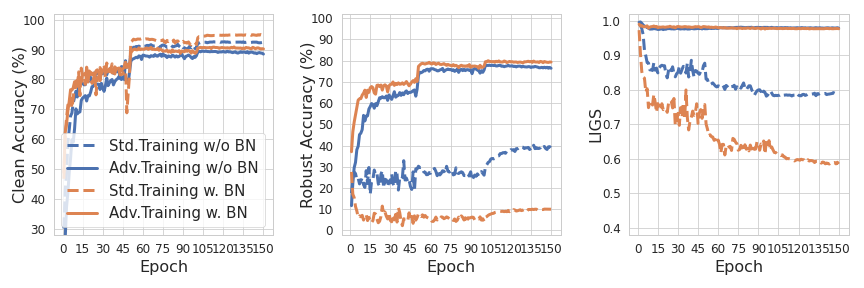 Clean Accuracy (%)
100
90
80
70
60
50
40
30
Std.Training w/o BN
Adv.Training w/o BN
Std.Training w. BN
Adv.Training w. BN
0 15 30 45 60 75 90 105 120 135 150
Epoch
Robust Accuracy (%)
100
90
80
70
60
50
40
30
20
10
0
0 15 30 45 60 75 90 105 120 135 150
Epoch
LIGS
1.0
0.9
0.8
0.7
0.6
0.5
0.4
0 15 30 45 60 75 90 105 120 135 150
Epoch